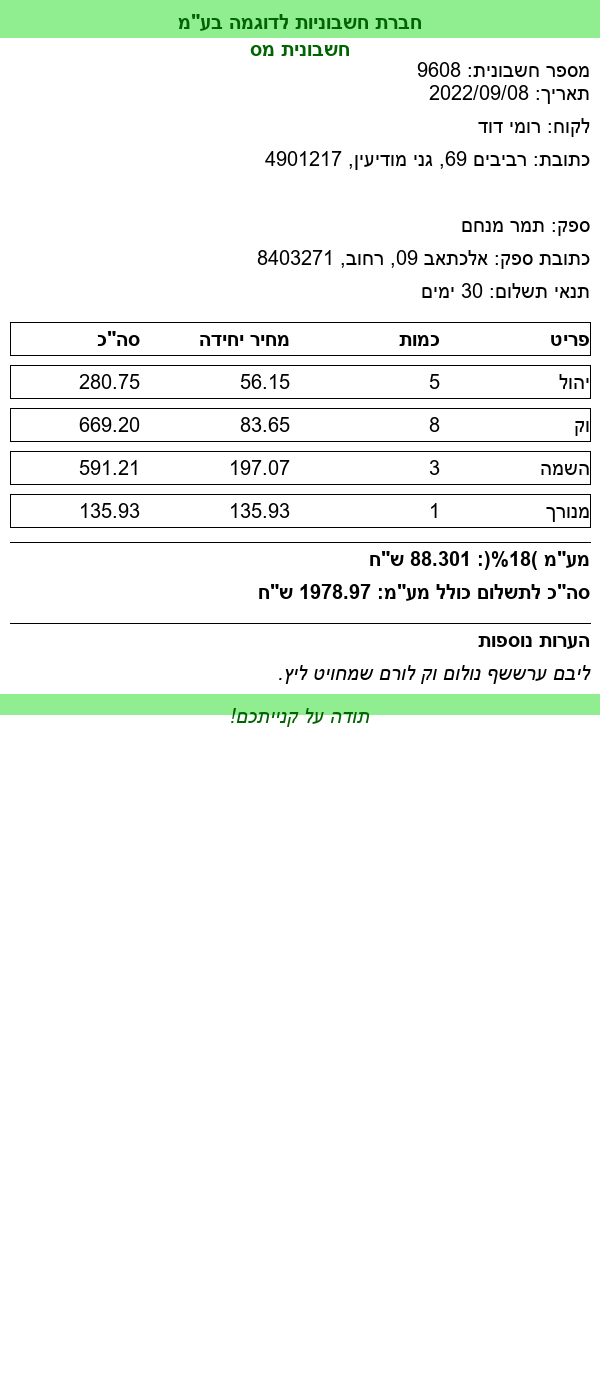 חברת חשבוניות לדוגמה בע"מ
חשבונית מס
מספר חשבונית: 9608
תאריך: 2022/09/08
לקוח: רומי דוד
כתובת: רביבים 69, גני מודיעין, 4901217
ספק: תמר מנחם
כתובת ספק: אלכתאב 09, רחוב, 8403271
תנאי תשלום: 30 ימים
פריט כמות מחיר יחידה סה"כ
יהול 5 56.15 280.75
וק 8 83.65 669.20
השמה 3 197.07 591.21
מנורך 1 135.93 135.93
מע"מ )18%(: 88.301 ש"ח
סה"כ לתשלום כולל מע"מ: 1978.97 ש"ח
הערות נוספות
ליבם ערששף נולום וק לורם שמחויט ליץ.
תודה על קנייתכם!